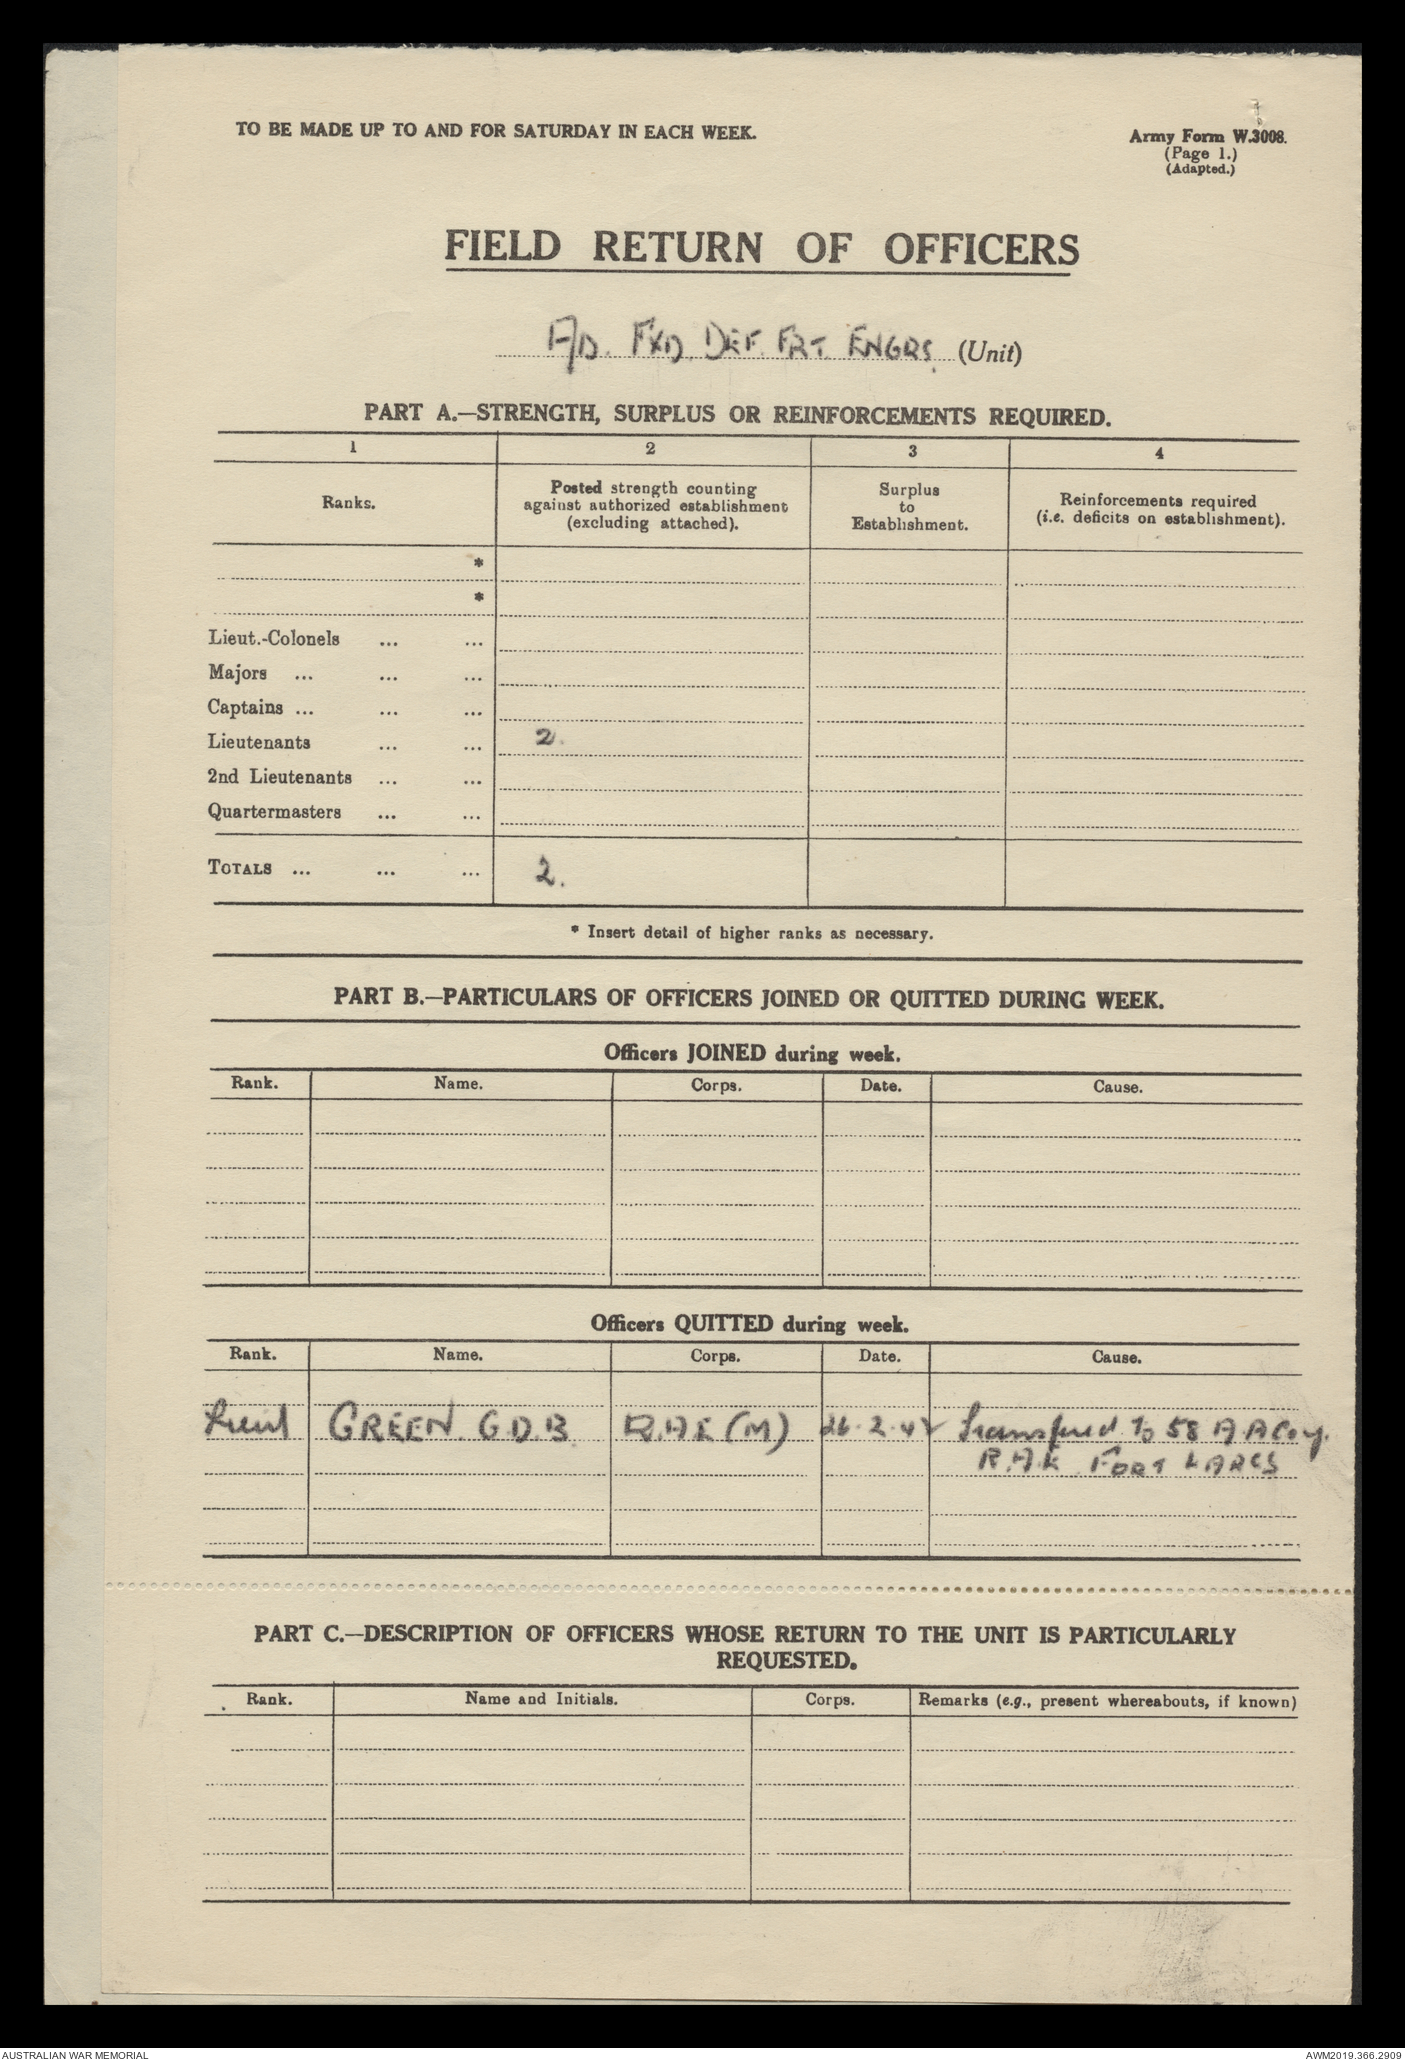 TO BE MADE UP TO AND FOR SATURDAY IN EACH WEEK.
Army Form W.3008.
(Page 1.)
(Adapted.)
FIELD RETURN OF OFFICERS
A/D. FXD. DEF. FRT. ENGRS. (Unit)
PART A.—STRENGTH, SURPLUS OR REINFORCEMENTS REQUIRED.
1 2 3 4
Ranks.
Posted strength counting
against authorized establishment
(excluding attached).
Surplus
to
Establishment.
Reinforcements required
(i.e. deficits on establishment).
*
*
Lieut.-Colonels ... ...
Majors ... ... ...
Captains ... ... ...
Lieutenants ... ... 2.
2nd Lieutenants ... ...
Quartermasters ... ...
TOTALS ... ... ... 2.
* Insert detail of higher ranks as necessary.
PART B.—PARTICULARS OF OFFICERS JOINED OR QUITTED DURING WEEK.
Officers JOINED during week.
Rank. Name. Corps. Date. Cause.
Officers QUITTED during week.
Rank. Name. Corps. Date. Cause.
Lieut GREEN. G.D.B. R.A.E (M) 26.2.42 Transfered to 58 A.A Coy.
R.A.E. FORT LARGS
PART C.—DESCRIPTION OF OFFICERS WHOSE RETURN TO THE UNIT IS PARTICULARLY
REQUESTED.
Rank. Name and Initials. Corps. Remarks (e.g., present whereabouts, if known)
AUSTRALIAN WAR MEMORIAL
AWM2019.366.2909